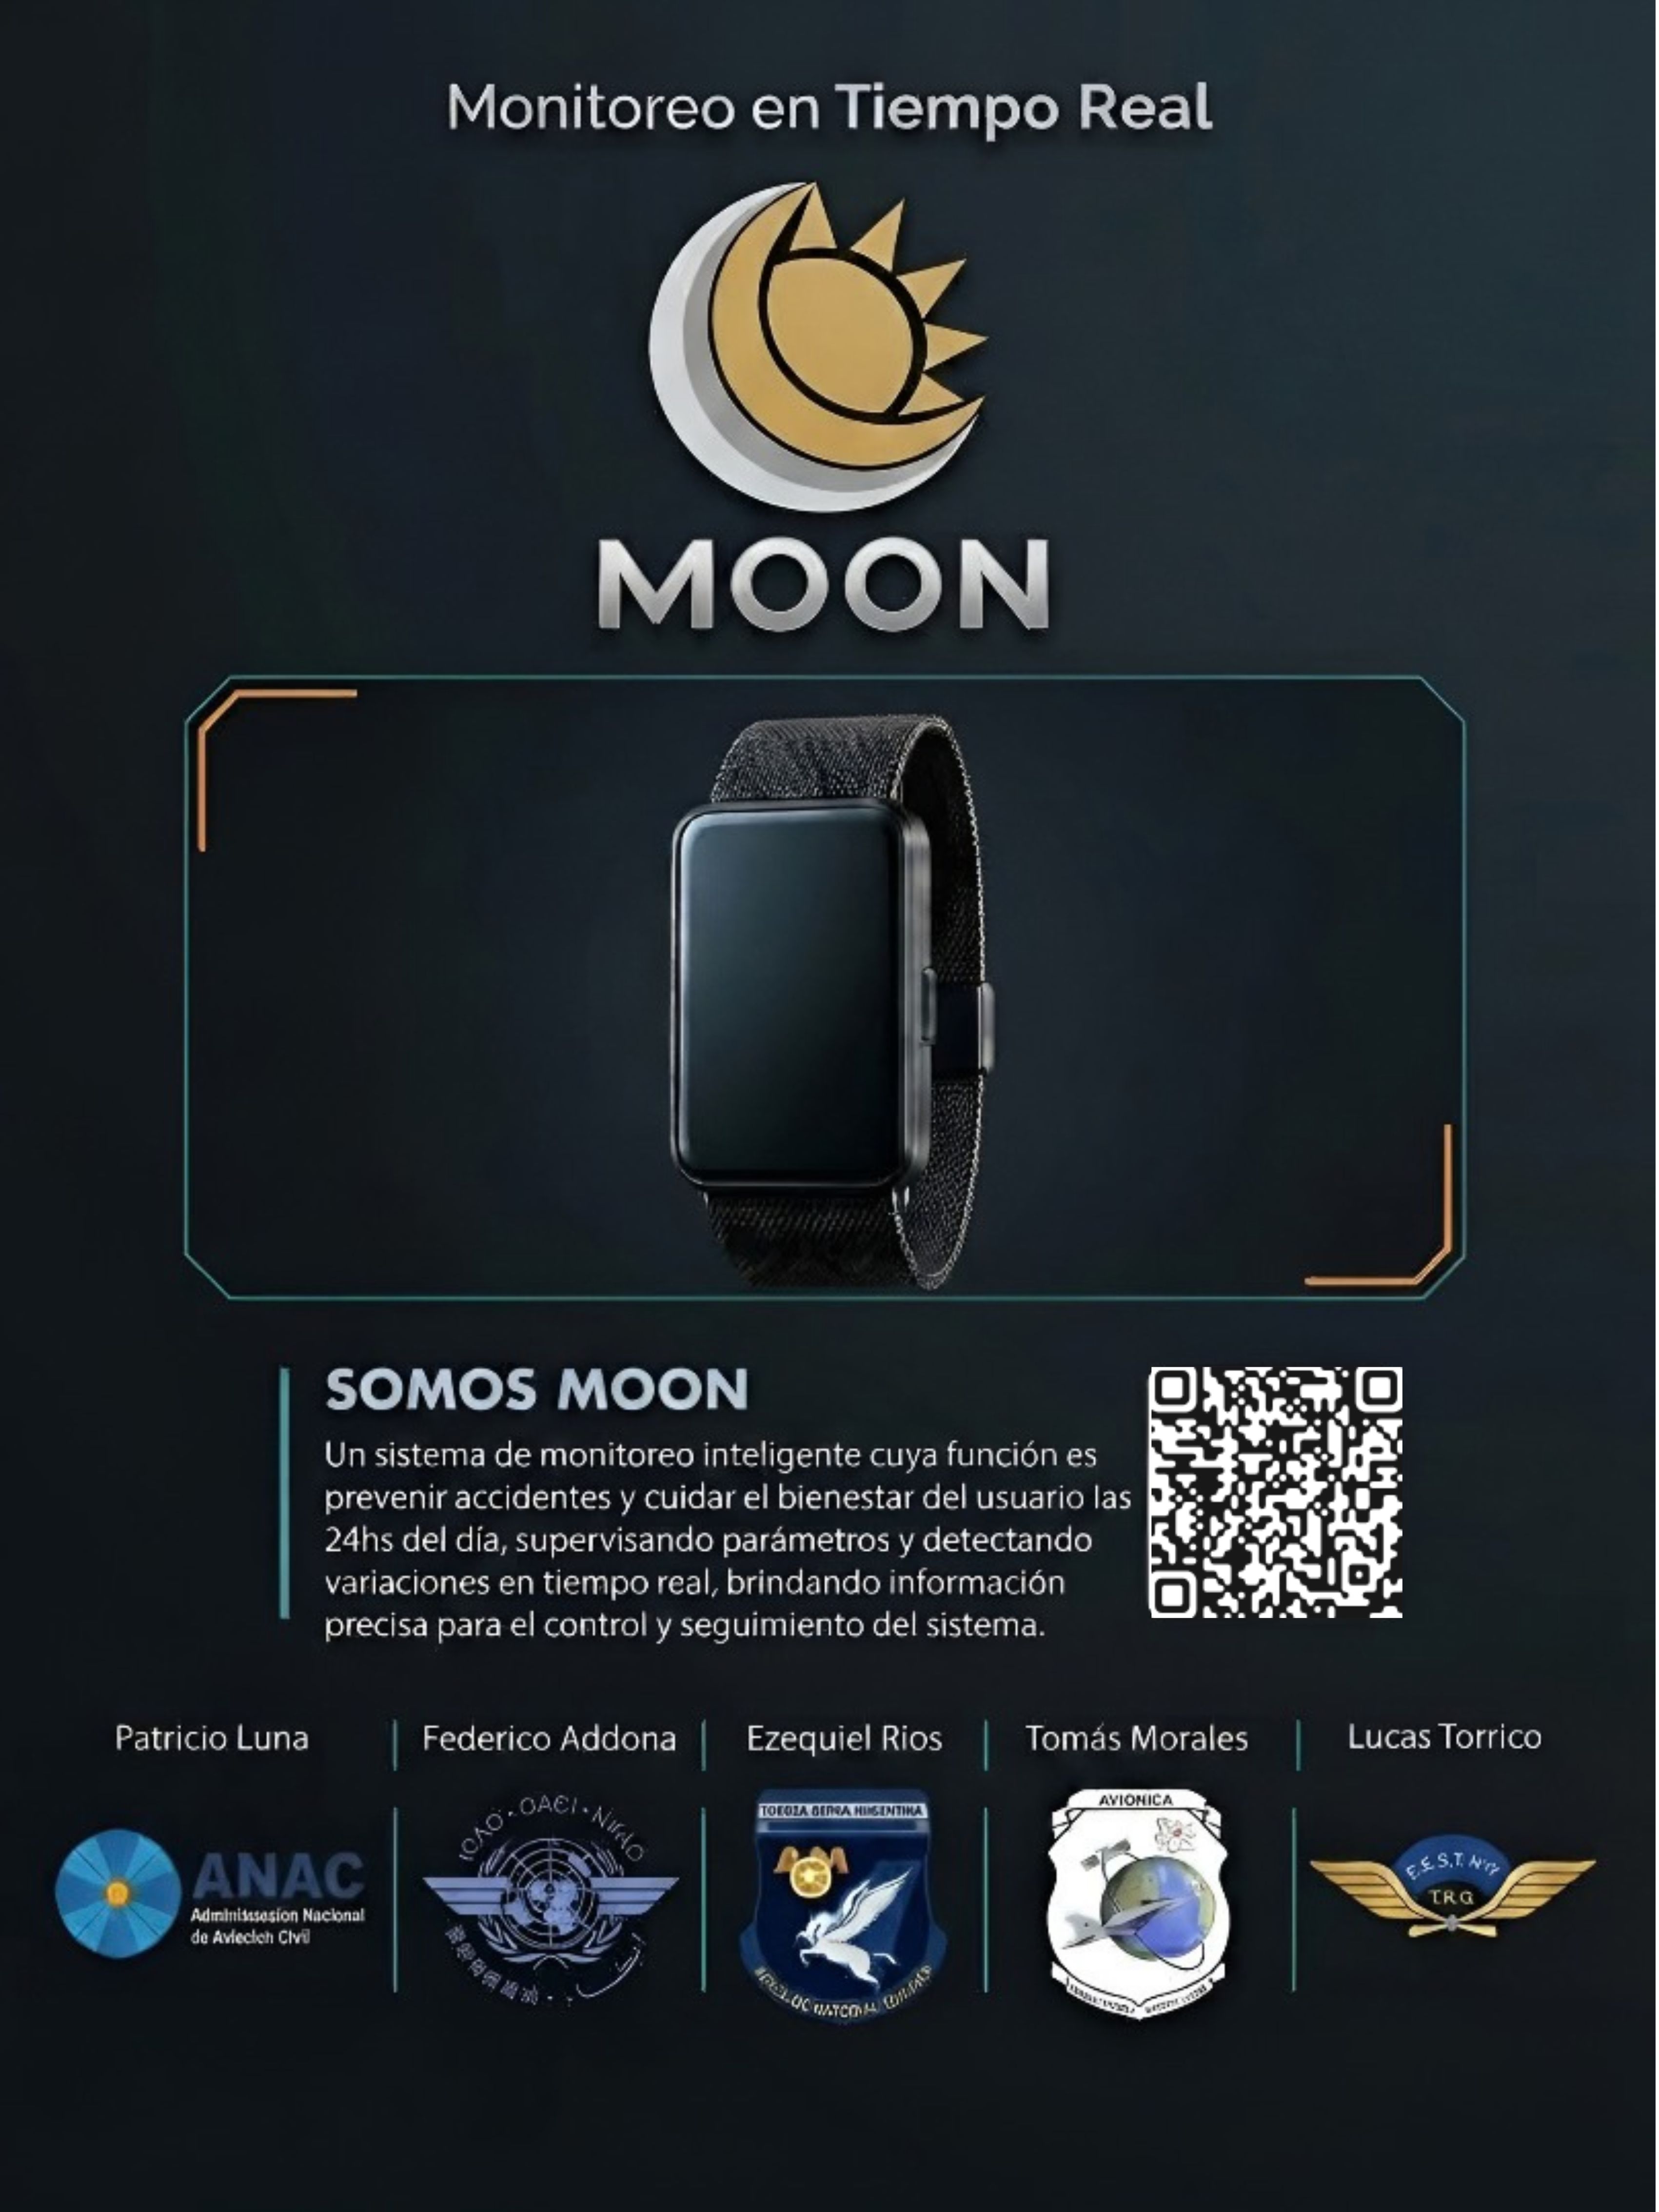 Monitoreo en Tiempo Real
MOON
SOMOS MOON
Un sistema de monitoreo inteligente cuya función es
prevenir accidentes y cuidar el bienestar del usuario las
24hs del día, supervisando parámetros y detectando
variaciones en tiempo real, brindando información
precisa para el control y seguimiento del sistema.
Patricio Luna
Federico Addona
Ezequiel Rios
Tomás Morales
Lucas Torrico
ANAC
Nacional
de
OACI
AVIONICA
E.E.S.T.
T.R.G